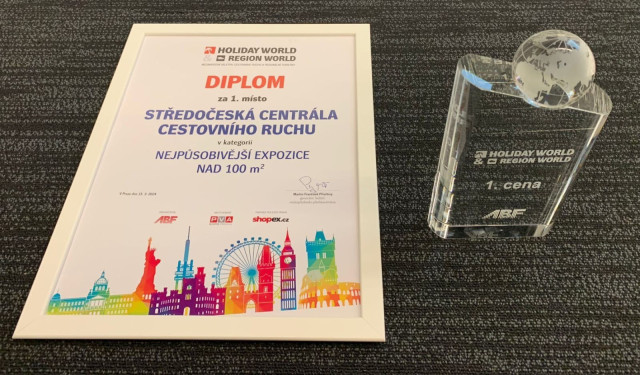 HOLIDAY WORLD
& REGION WORLD
DIPLOM
za 1. místo
STŘEDOČESKÁ CENTRÁLA
CESTOVNÍHO RUCHU
v kategorii
NEJPŮSOBIVĚJŠÍ EXPOZICE
NAD 100 m²
ABF
PVA
shopex.cz
HOLIDAY WORLD
& REGION WORLD
1. cena
ABF